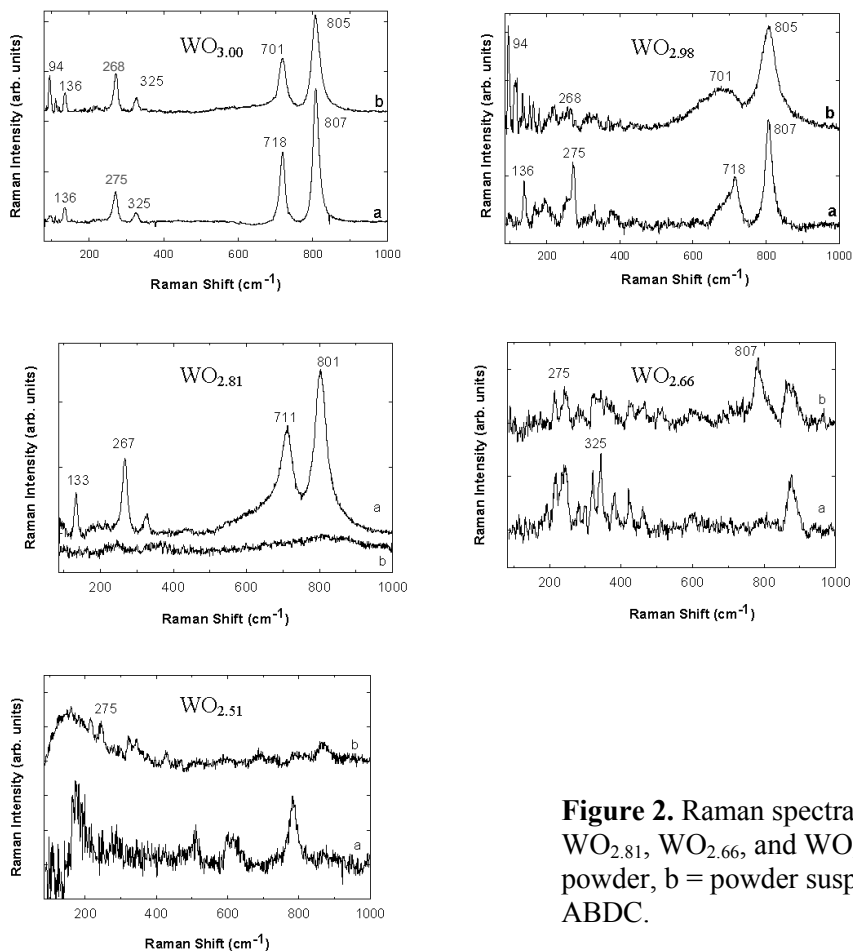 WO3.00
94
136
268
325
701
805
b
136
275
325
718
807
a
200 400 600 800 1000
Raman Shift (cm-1)
Raman Intensity (arb. units)
WO2.98
94
268
701
805
b
136
275
718
807
a
200 400 600 800 1000
Raman Shift (cm-1)
Raman Intensity (arb. units)
WO2.81
133
267
711
801
a
b
200 400 600 800 1000
Raman Shift (cm-1)
Raman Intensity (arb. units)
WO2.66
275
807
b
325
a
200 400 600 800 1000
Raman Shift (cm-1)
Raman Intensity (arb. units)
WO2.51
275
b
a
200 400 600 800 1000
Raman Shift (cm-1)
Raman Intensity (arb. units)
Figure 2. Raman spectra
WO2.81, WO2.66, and WO
powder, b = powder susp
ABDC.